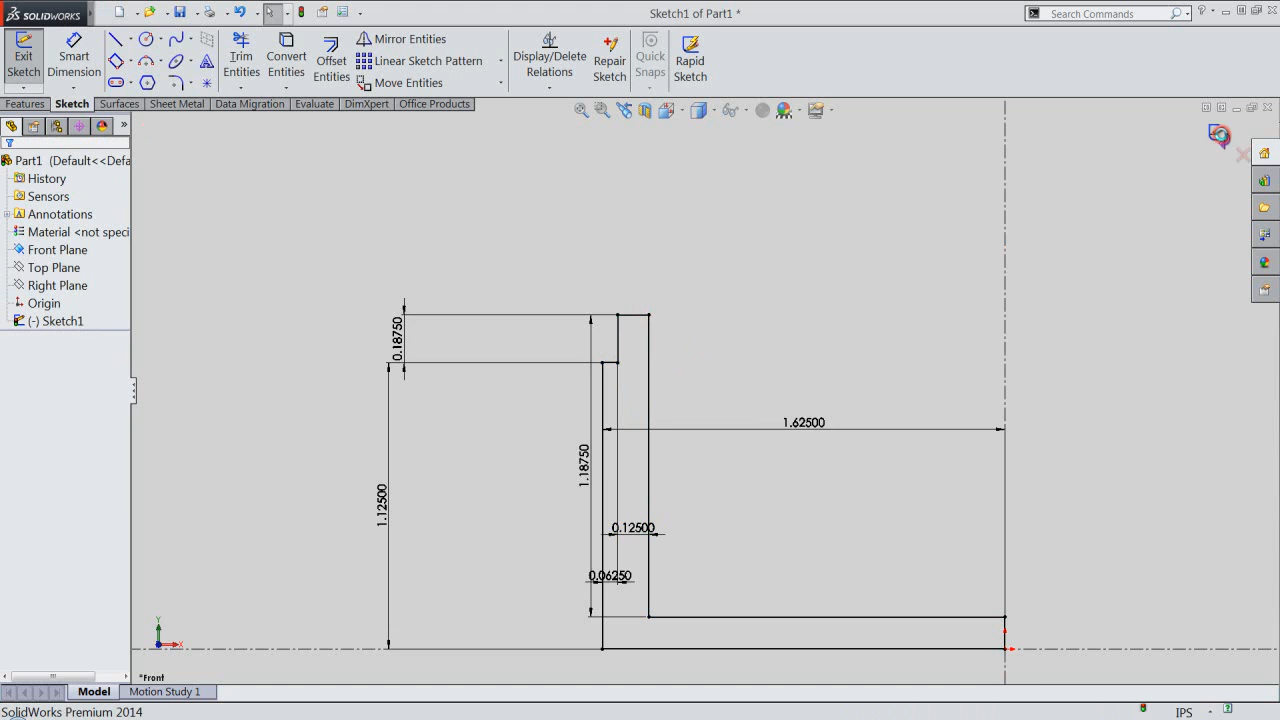 SOLIDWORKS
Sketch1 of Part1 *
Search Commands
Exit Sketch
Smart Dimension
Trim Entities
Convert Entities
Offset Entities
Mirror Entities
Linear Sketch Pattern
Move Entities
Display/Delete Relations
Repair Sketch
Quick Snaps
Rapid Sketch
Features
Sketch
Surfaces
Sheet Metal
Data Migration
Evaluate
DimXpert
Office Products
Part1 (Default<<Defa
History
Sensors
Annotations
Material <not speci
Front Plane
Top Plane
Right Plane
Origin
(-) Sketch1
0.18750
1.62500
1.18750
1.12500
0.12500
0.06250
Y
X
*Front
Model
Motion Study 1
SolidWorks Premium 2014
IPS